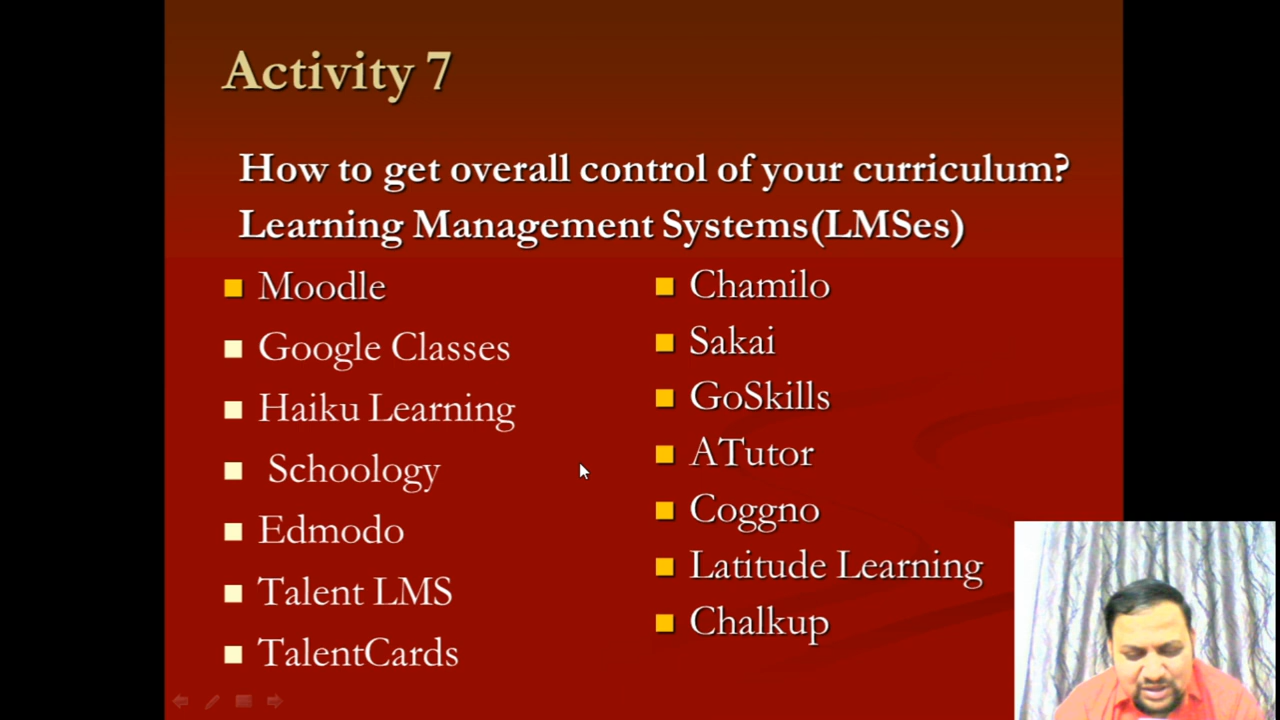 Activity 7
How to get overall control of your curriculum?
Learning Management Systems(LMSes)
Moodle
Google Classes
Haiku Learning
Schoology
Edmodo
Talent LMS
TalentCards
Chamilo
Sakai
GoSkills
ATutor
Coggno
Latitude Learning
Chalkup